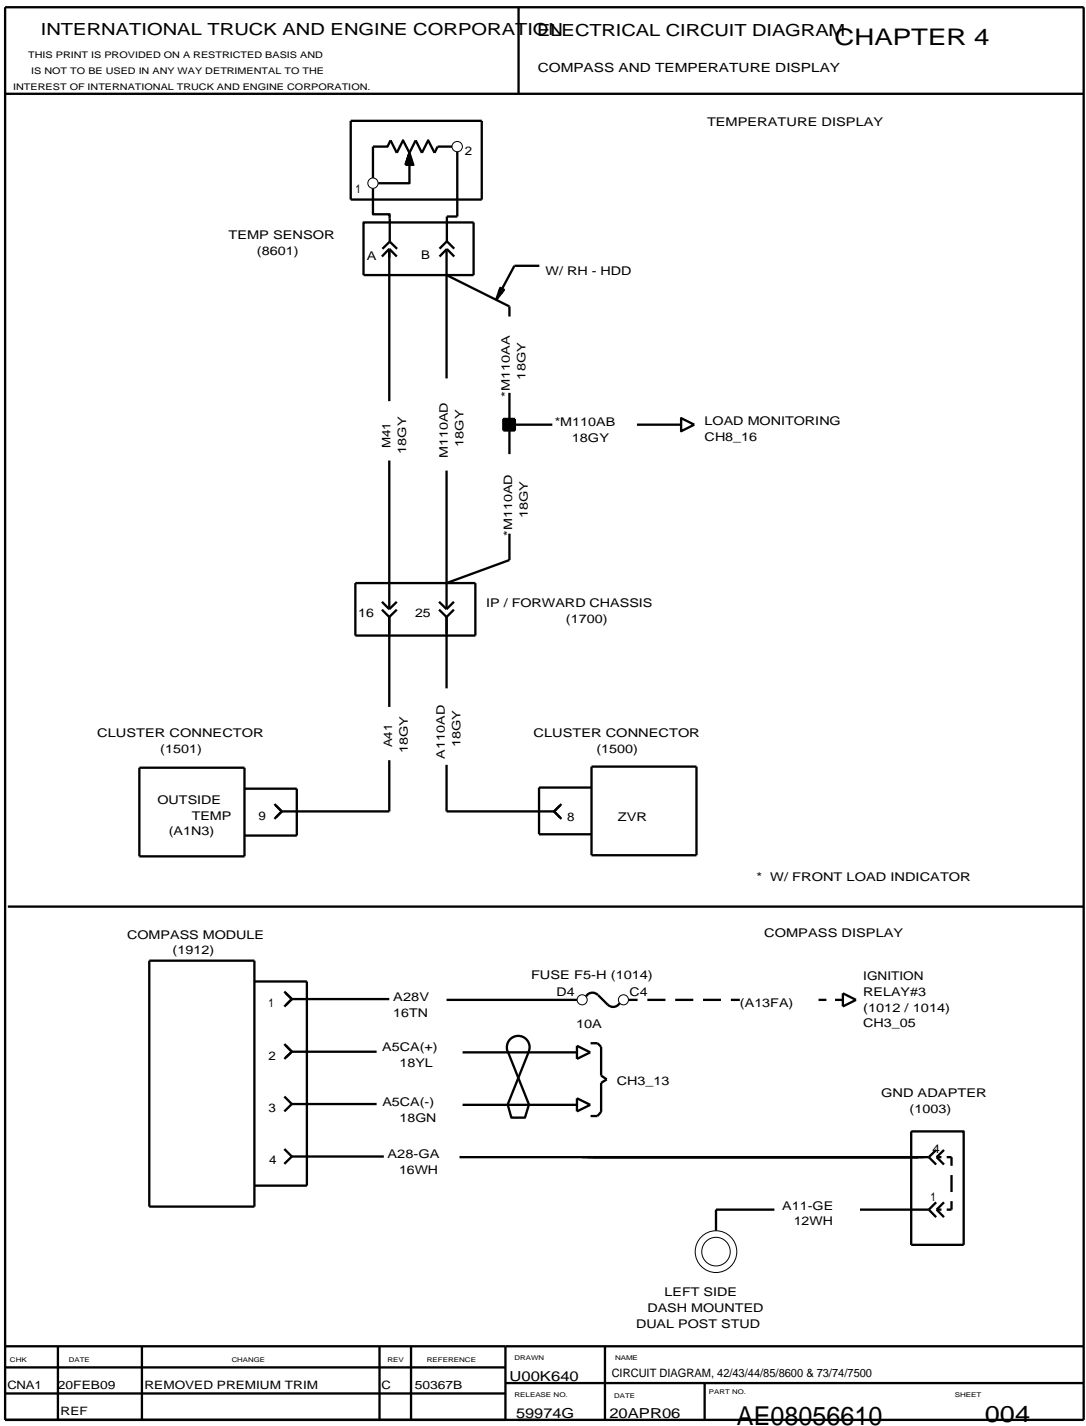 INTERNATIONAL TRUCK AND ENGINE CORPORATION
THIS PRINT IS PROVIDED ON A RESTRICTED BASIS AND
IS NOT TO BE USED IN ANY WAY DETRIMENTAL TO THE
INTEREST OF INTERNATIONAL TRUCK AND ENGINE CORPORATION.
ELECTRICAL CIRCUIT DIAGRAM
CHAPTER 4
COMPASS AND TEMPERATURE DISPLAY
TEMPERATURE DISPLAY
2
1
TEMP SENSOR
(8601)
A
B
W/ RH - HDD
*M110AA
18GY
M41
18GY
M110AD
18GY
*M110AB
18GY
LOAD MONITORING
CH8_16
*M110AD
18GY
16
25
IP / FORWARD CHASSIS
(1700)
A41
18GY
A110AD
18GY
CLUSTER CONNECTOR
(1501)
OUTSIDE
TEMP
(A1N3)
9
CLUSTER CONNECTOR
(1500)
8
ZVR
* W/ FRONT LOAD INDICATOR
COMPASS DISPLAY
COMPASS MODULE
(1912)
1
A28V
16TN
FUSE F5-H (1014)
D4
C4
10A
(A13FA)
IGNITION
RELAY#3
(1012 / 1014)
CH3_05
2
A5CA(+)
18YL
3
A5CA(-)
18GN
CH3_13
4
A28-GA
16WH
GND ADAPTER
(1003)
4
1
A11-GE
12WH
LEFT SIDE
DASH MOUNTED
DUAL POST STUD
CHK DATE CHANGE REV REFERENCE
CNA1 20FEB09 REMOVED PREMIUM TRIM C 50367B
REF
DRAWN
U00K640
NAME
CIRCUIT DIAGRAM, 42/43/44/85/8600 & 73/74/7500
RELEASE NO.
59974G
DATE
20APR06
PART NO.
AE08056610
SHEET
004